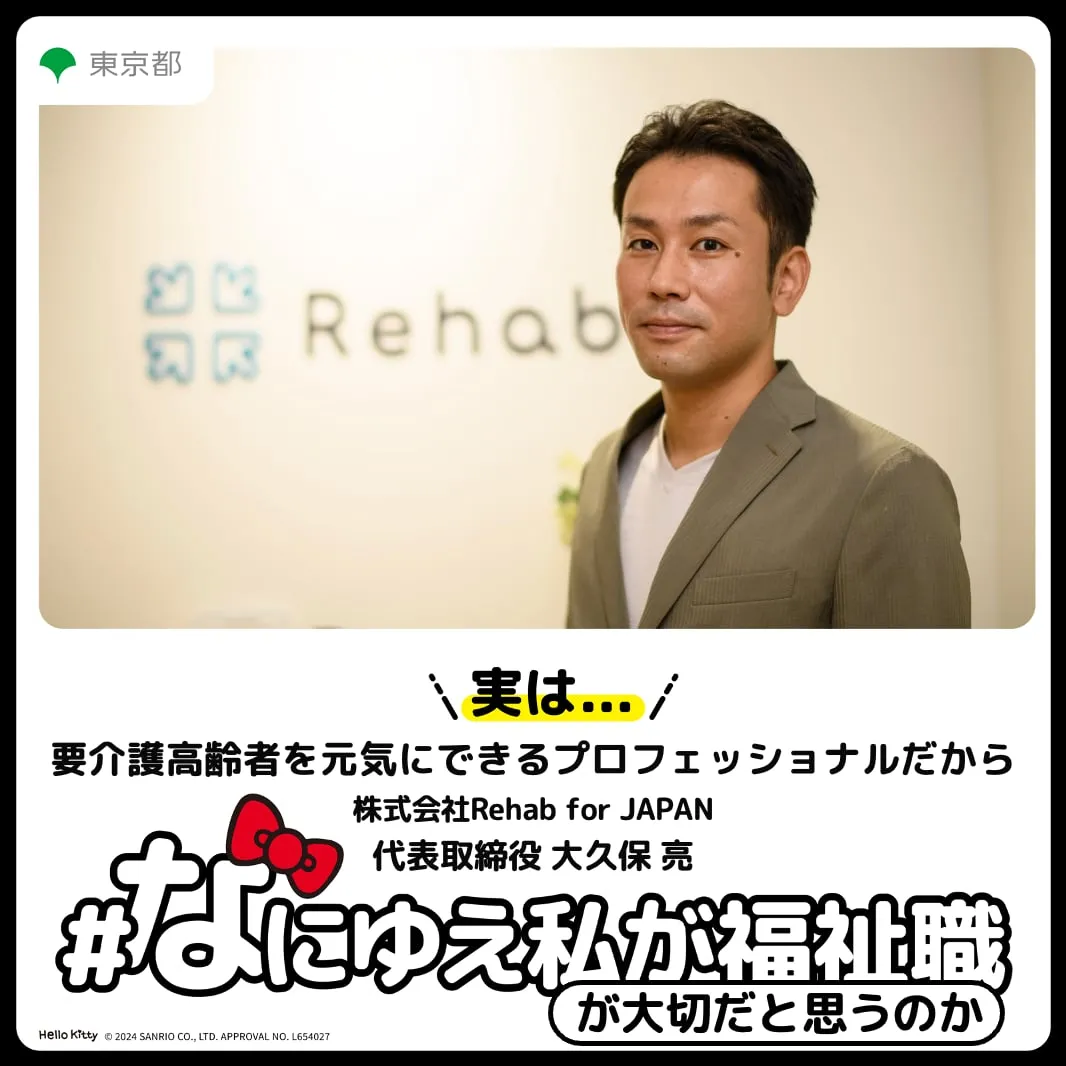 東京都
Rehab
実は...
要介護高齢者を元気にできるプロフェッショナルだから
株式会社Rehab for JAPAN
代表取締役 大久保 亮
#なにゆえ私が福祉職
が大切だと思うのか
Hello Kitty © 2024 SANRIO CO., LTD. APPROVAL NO. L654027